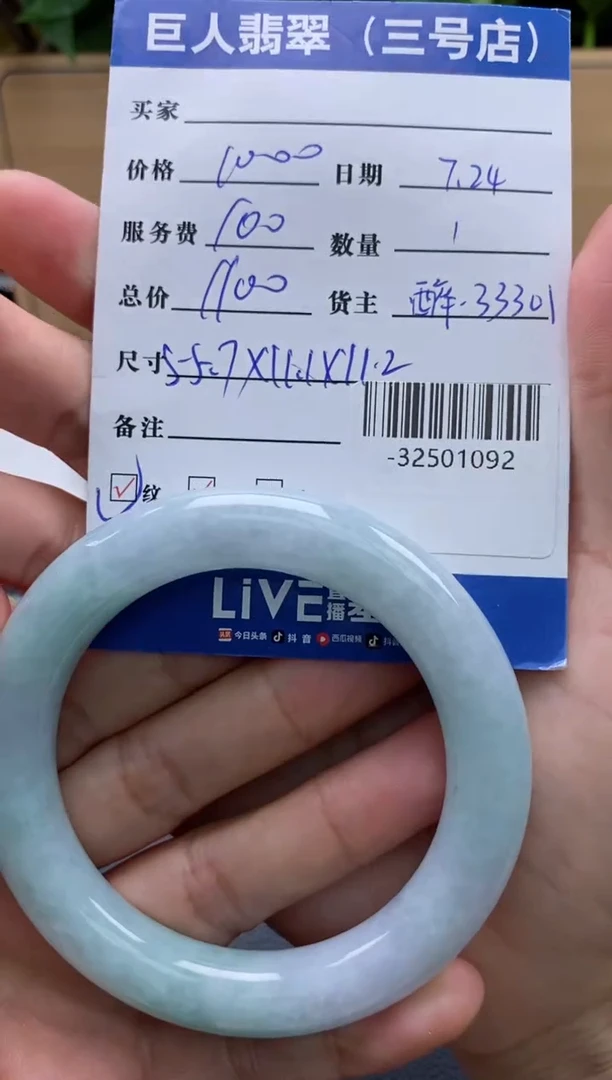 巨人翡翠（三号店）
买家
价格 1000 日期 7.24
服务费 100 数量 1
总价 1100 货主 33301
尺寸 55.7X11.1X11.2
备注
-32501092
纹
LiVE
今日头条 抖音 西瓜视频